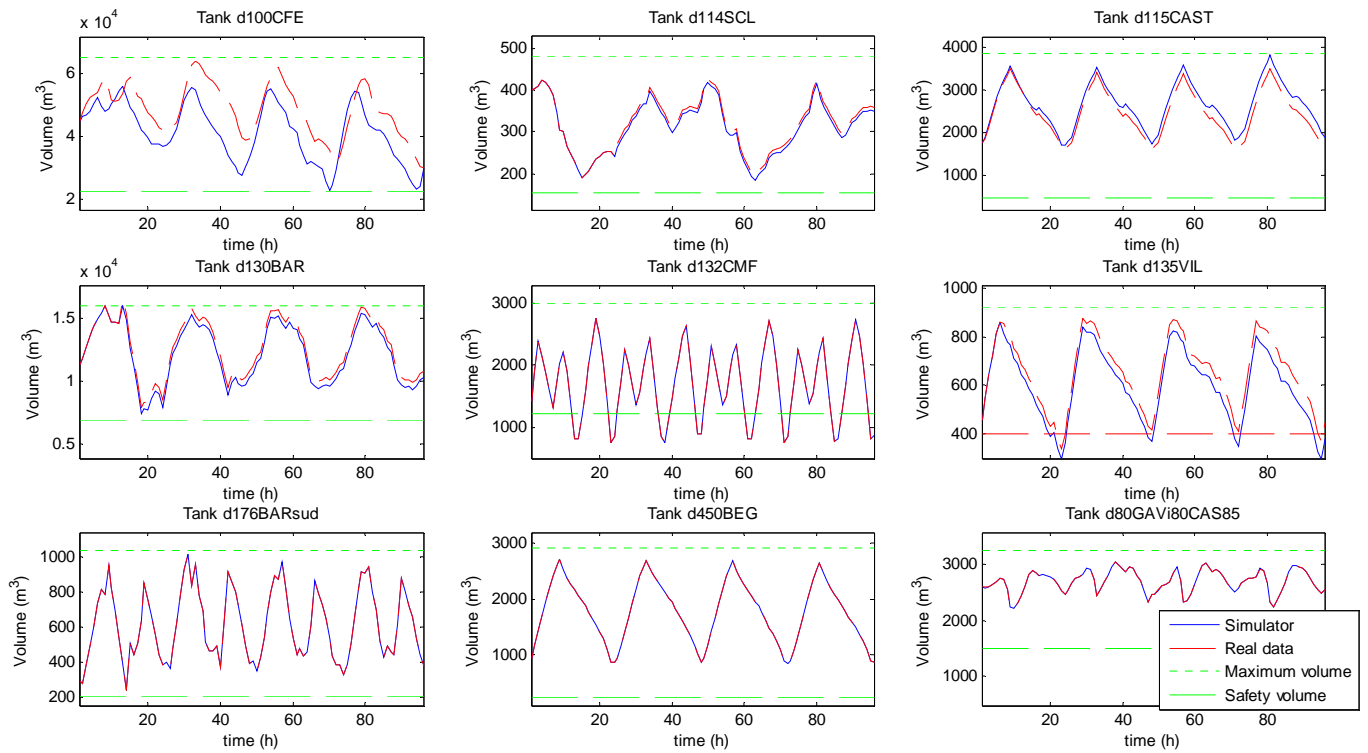 Tank d100CFE
x 10^4
Volume (m^3)
6
4
2
20 40 60 80
time (h)
Tank d114SCL
Volume (m^3)
500
400
300
200
20 40 60 80
time (h)
Tank d115CAST
Volume (m^3)
4000
3000
2000
1000
20 40 60 80
time (h)
Tank d130BAR
x 10^4
Volume (m^3)
1.5
1
0.5
20 40 60 80
time (h)
Tank d132CMF
Volume (m^3)
3000
2000
1000
20 40 60 80
time (h)
Tank d135VIL
Volume (m^3)
1000
800
600
400
20 40 60 80
time (h)
Tank d176BARsud
Volume (m^3)
1000
800
600
400
200
20 40 60 80
time (h)
Tank d450BEG
Volume (m^3)
3000
2000
1000
20 40 60 80
time (h)
Tank d80GAVi80CAS85
Volume (m^3)
3000
2000
1000
20 40 60 80
time (h)
Simulator
Real data
Maximum volume
Safety volume